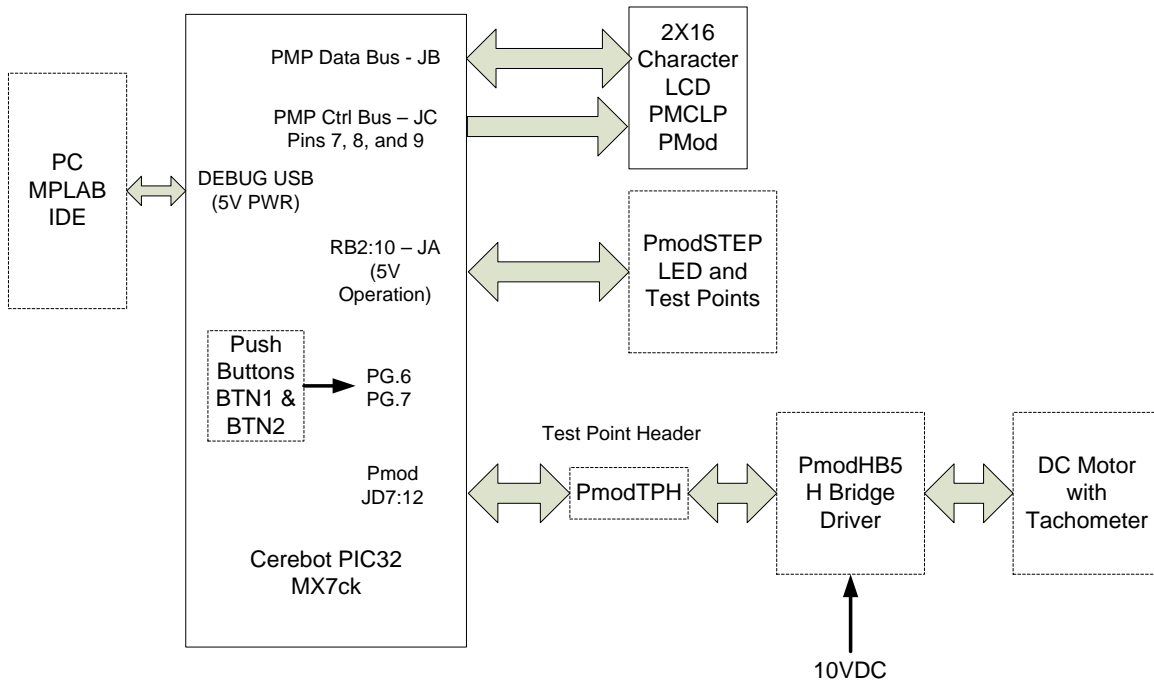 PC
MPLAB
IDE
DEBUG USB
(5V PWR)
PMP Data Bus - JB
PMP Ctrl Bus – JC
Pins 7, 8, and 9
RB2:10 – JA
(5V
Operation)
Push
Buttons
BTN1 &
BTN2
PG.6
PG.7
Pmod
JD7:12
Cerebot PIC32
MX7ck
2X16
Character
LCD
PMCLP
PMod
PmodSTEP
LED and
Test Points
Test Point Header
PmodTPH
PmodHB5
H Bridge
Driver
DC Motor
with
Tachometer
10VDC